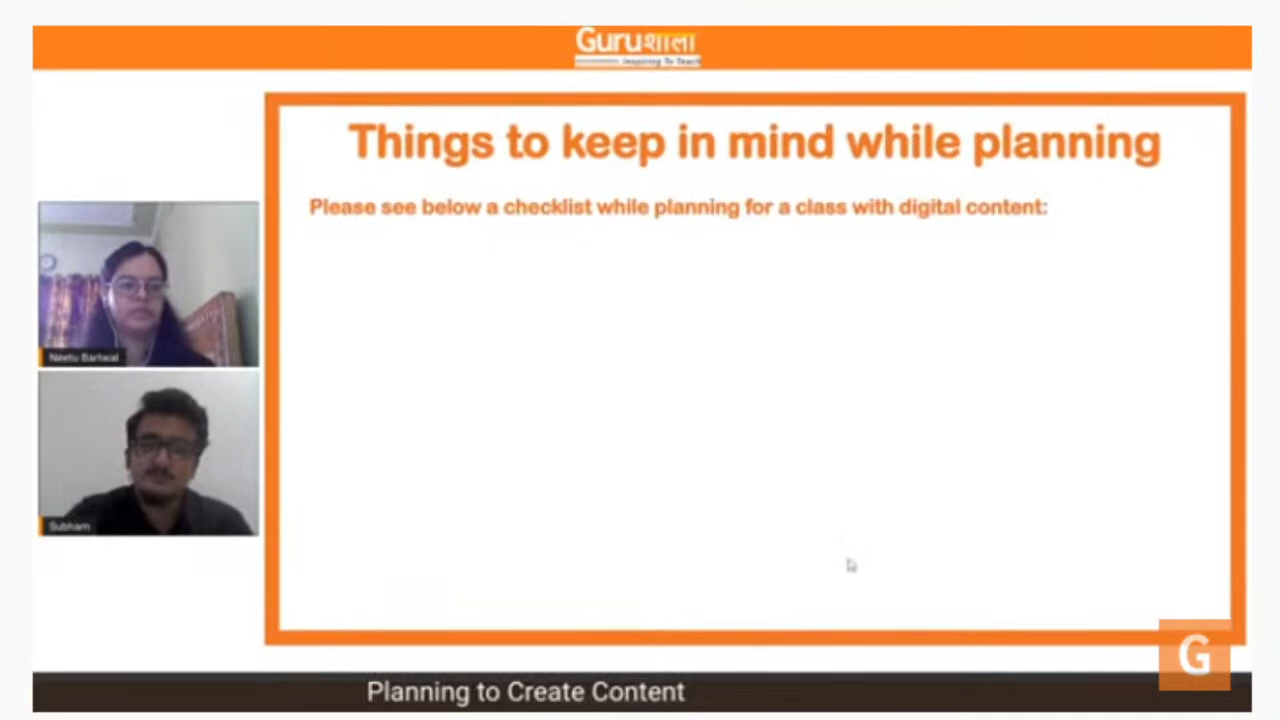 Guruशाला
Inspiring To Teach
Things to keep in mind while planning
Please see below a checklist while planning for a class with digital content:
Neetu Bartwal
Subham
G
Planning to Create Content